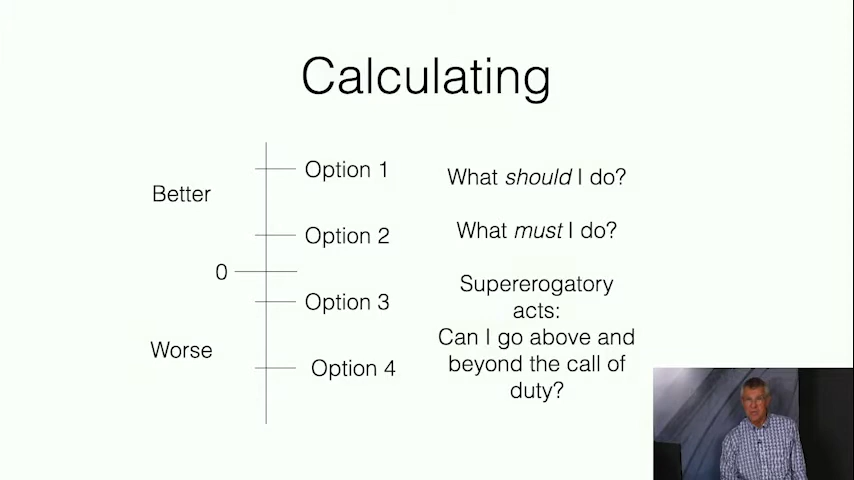 Calculating
Better
0
Worse
Option 1
Option 2
Option 3
Option 4
What should I do?
What must I do?
Supererogatory
acts:
Can I go above and
beyond the call of
duty?